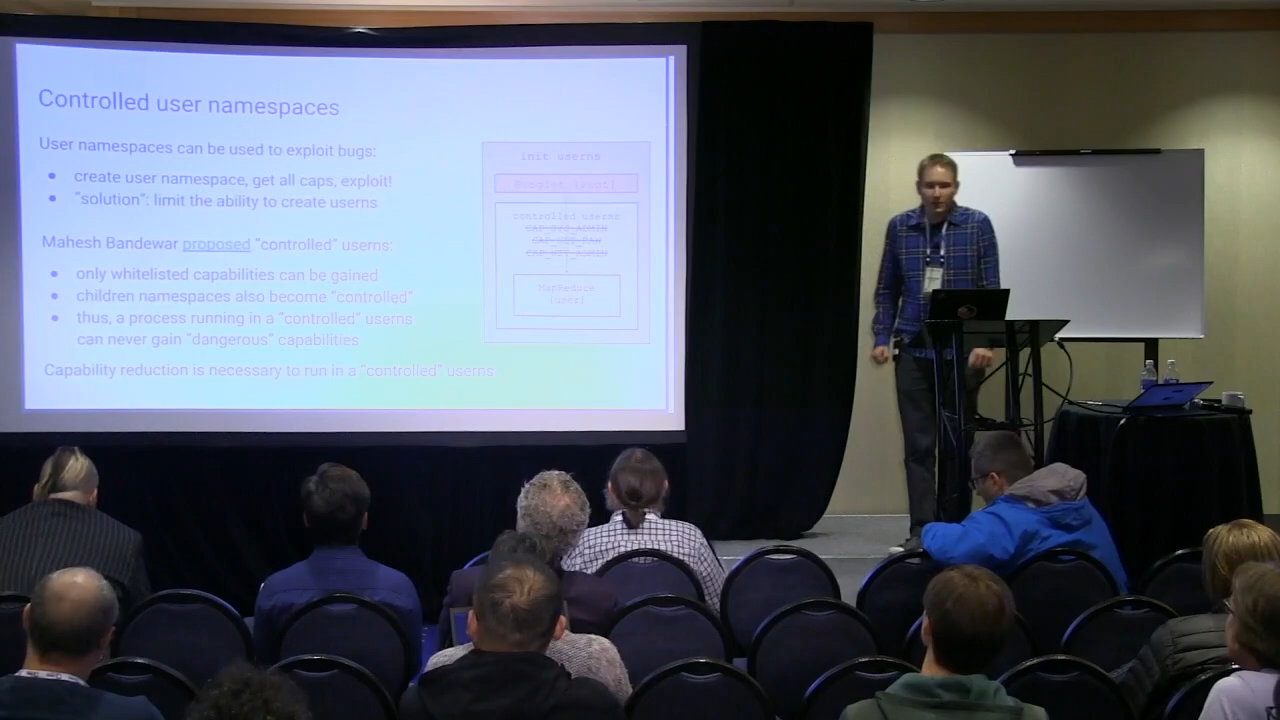 Controlled user namespaces
User namespaces can be used to exploit bugs:
● create user namespace, get all caps, exploit!
● "solution": limit the ability to create userns
Mahesh Bandewar proposed "controlled" userns:
● only whitelisted capabilities can be gained
● children namespaces also become "controlled"
● thus, a process running in a "controlled" userns
can never gain "dangerous" capabilities
Capability reduction is necessary to run in a "controlled" userns
init userns
controlled userns
CAP_SYS_ADMIN
CAP_NET_RAW
CAP_NET_ADMIN
MapReduce
(user)